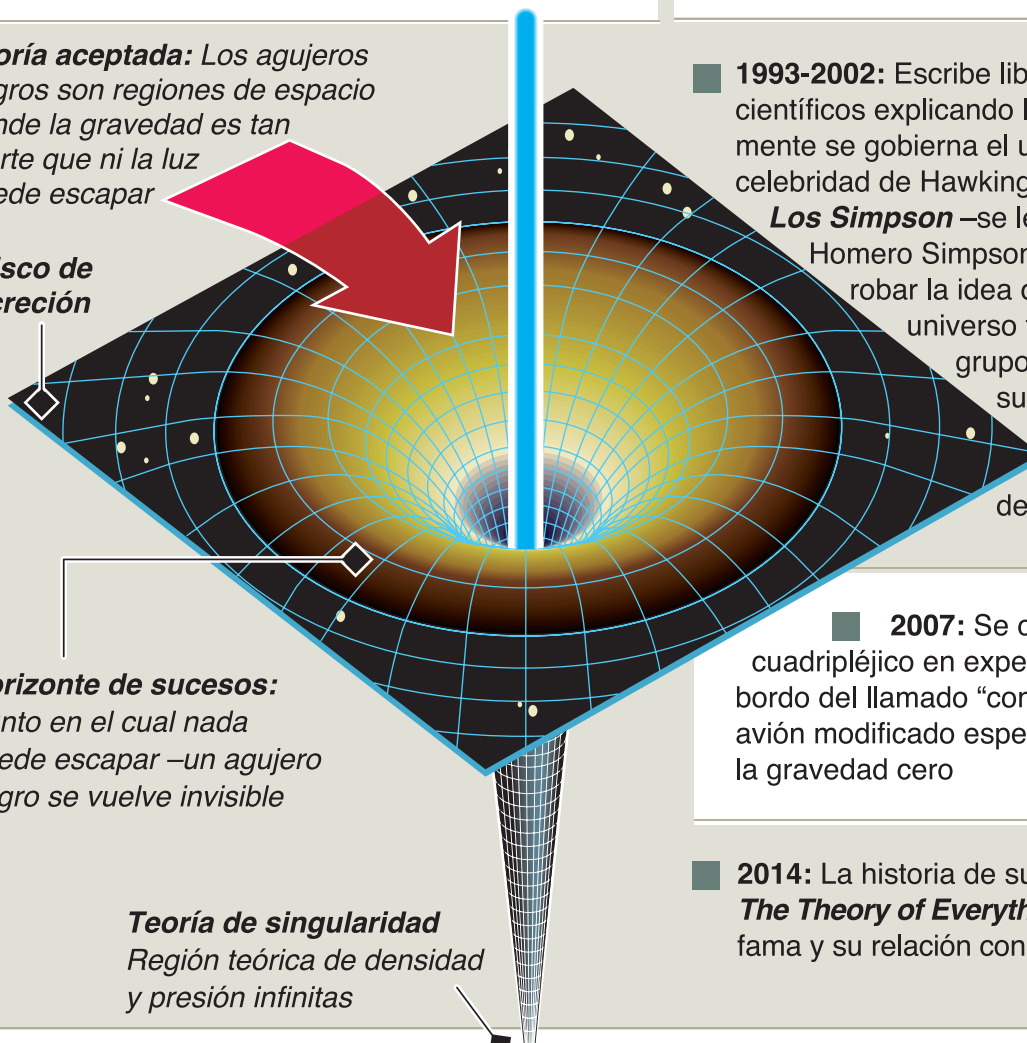 oría aceptada: Los agujeros
gros son regiones de espacio
nde la gravedad es tan
rte que ni la luz
ede escapar
isco de
creción
orizonte de sucesos:
nto en el cual nada
ede escapar –un agujero
gro se vuelve invisible
Teoría de singularidad
Región teórica de densidad
y presión infinitas
1993-2002: Escribe lib
científicos explicando l
mente se gobierna el u
celebridad de Hawking
Los Simpson –se le
Homero Simpson
robar la idea d
universo
grupo
su
de
2007: Se c
cuadripléjico en expe
bordo del llamado “con
avión modificado espe
la gravedad cero
2014: La historia de su
The Theory of Everyth
fama y su relación con